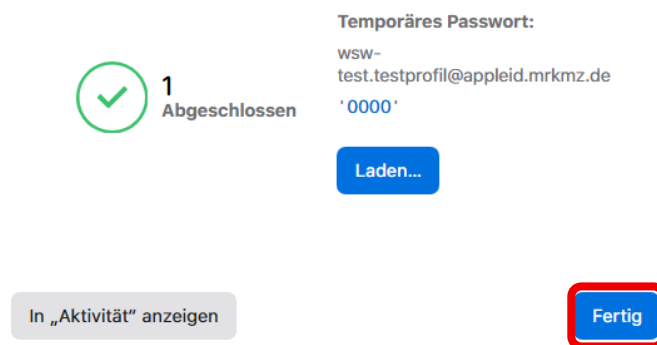 Temporäres Passwort:
wsw-
test.testprofil@appleid.mrkmz.de
'0000'
1
Abgeschlossen
Laden...
In „Aktivität“ anzeigen
Fertig